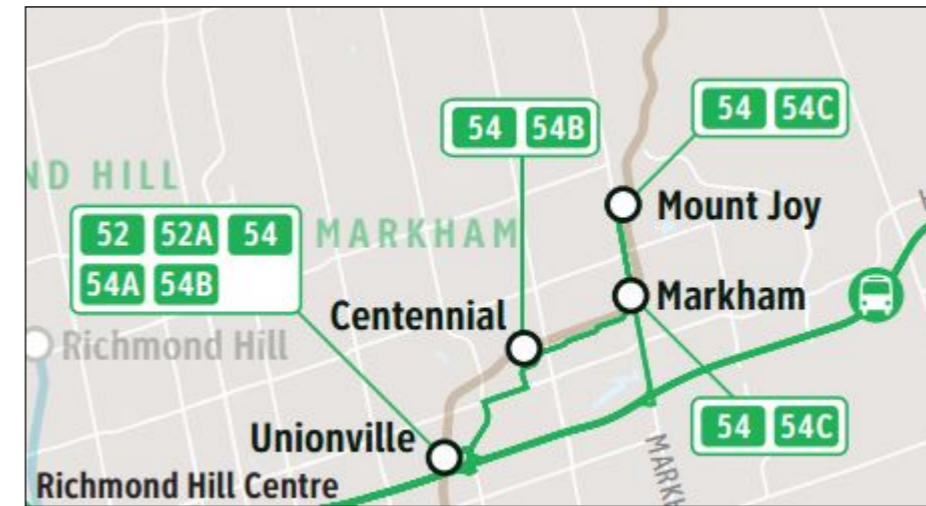 54 54C
54 54B
ND HILL
Mount Joy
52 52A 54
MARKHAM
54A 54B
Markham
Centennial
Richmond Hill
54 54C
Unionville
MARKH
Richmond Hill Centre